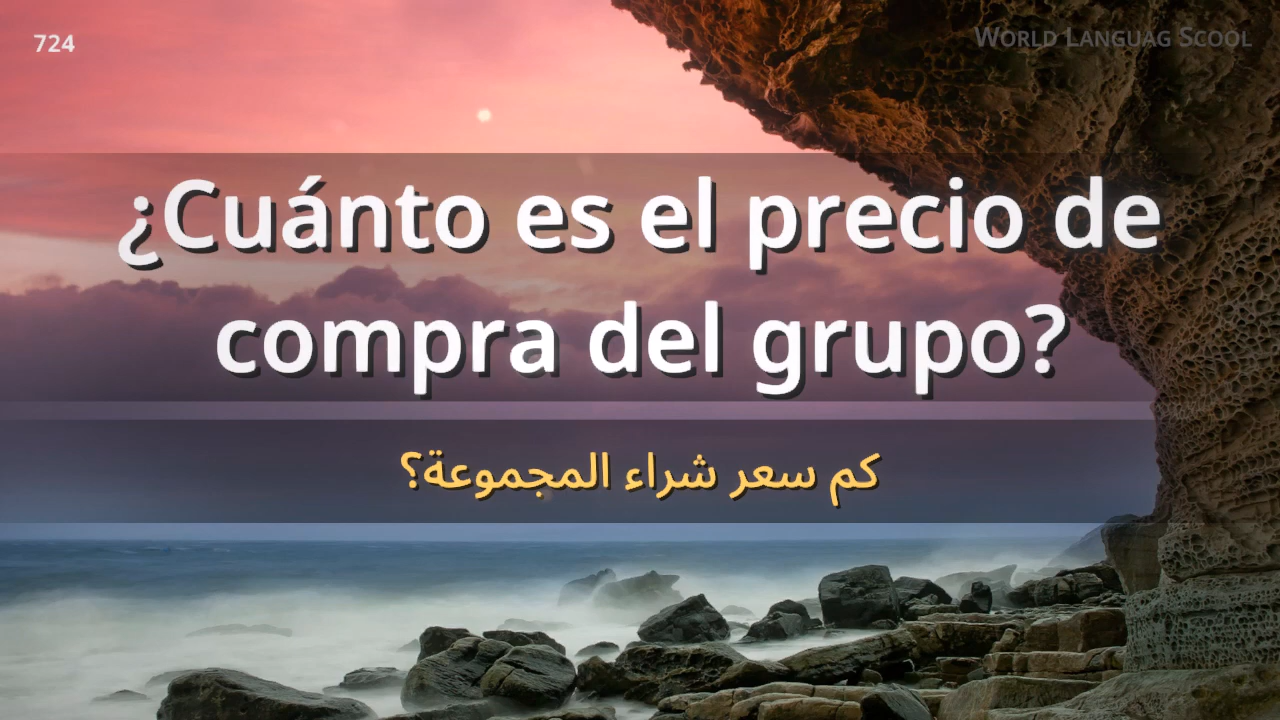 724
WORLD LANGUAG SCOOL
¿Cuánto es el precio de
compra del grupo?
كم سعر شراء المجموعة؟